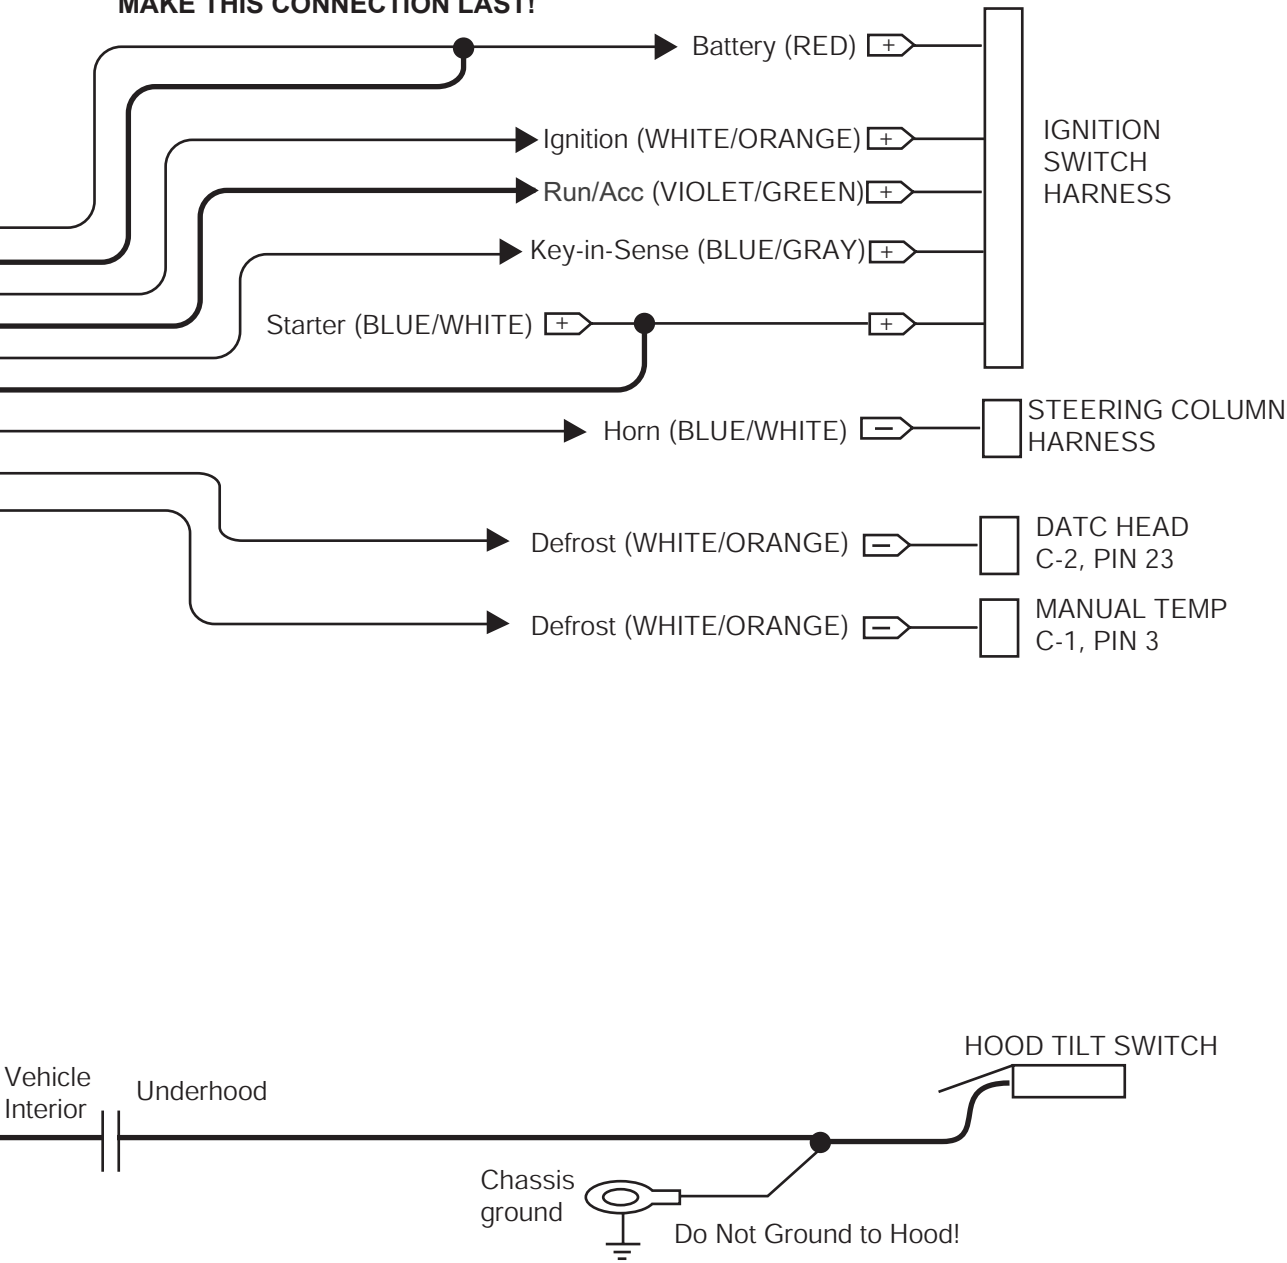 MAKE THIS CONNECTION LAST!
Battery (RED) +
Ignition (WHITE/ORANGE) +
Run/Acc (VIOLET/GREEN) +
Key-in-Sense (BLUE/GRAY) +
Starter (BLUE/WHITE) + +
IGNITION
SWITCH
HARNESS
Horn (BLUE/WHITE) −
STEERING COLUMN
HARNESS
Defrost (WHITE/ORANGE) −
DATC HEAD
C-2, PIN 23
Defrost (WHITE/ORANGE) −
MANUAL TEMP
C-1, PIN 3
HOOD TILT SWITCH
Vehicle
Interior
Underhood
Chassis
ground
Do Not Ground to Hood!